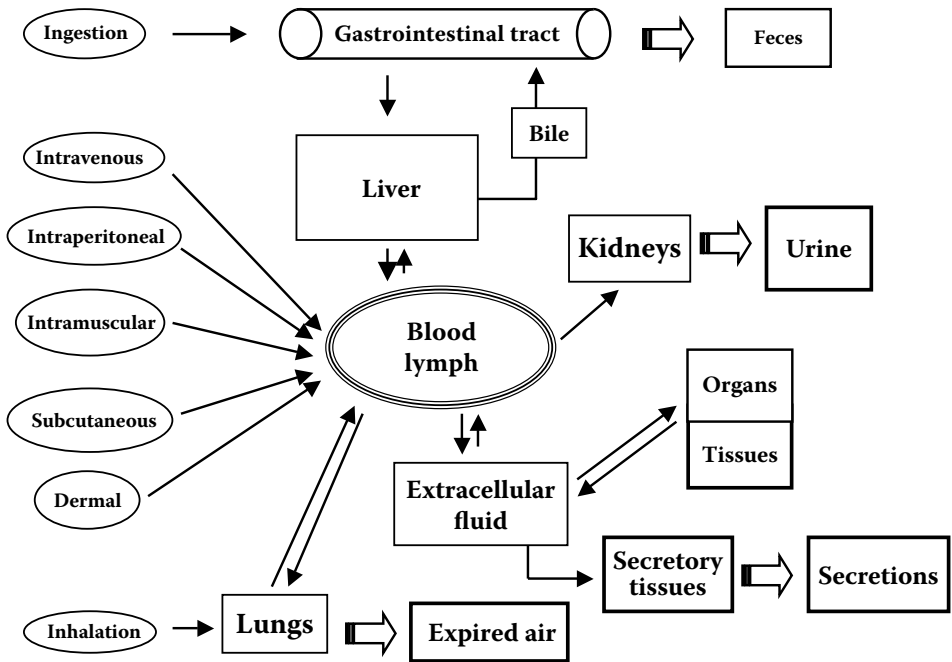 Ingestion
Gastrointestinal tract
Feces
Bile
Intravenous
Liver
Intraperitoneal
Kidneys
Urine
Intramuscular
Blood
lymph
Organs
Subcutaneous
Tissues
Extracellular
fluid
Dermal
Secretory
tissues
Secretions
Inhalation
Lungs
Expired air